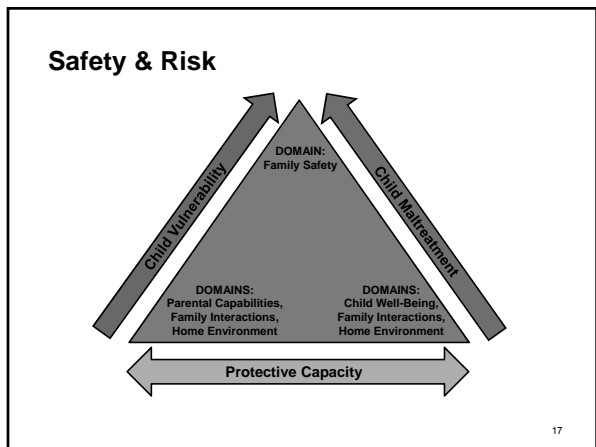 Safety & Risk
DOMAIN:
Family Safety
Child Vulnerability
Child Maltreatment
DOMAINS:
Parental Capabilities,
Family Interactions,
Home Environment
DOMAINS:
Child Well-Being,
Family Interactions,
Home Environment
Protective Capacity
17